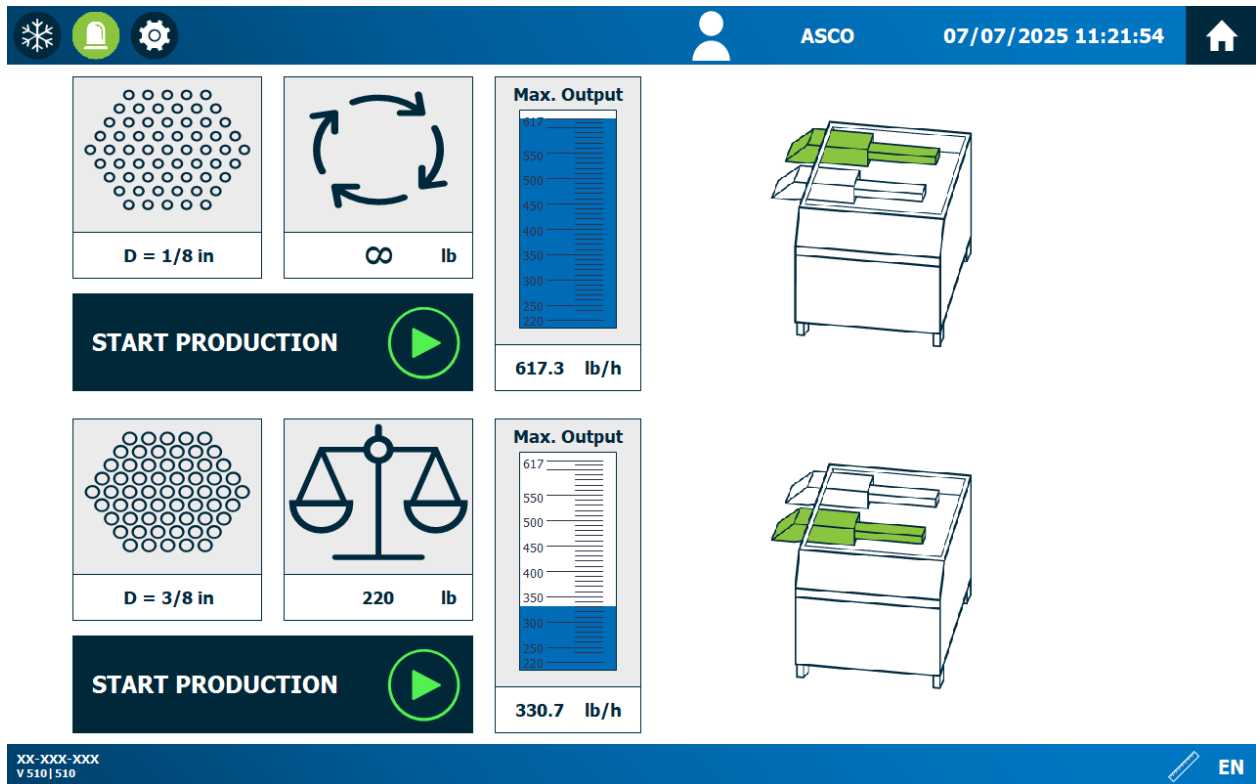 ASCO
07/07/2025 11:21:54
Max. Output
617
550
500
450
400
350
300
250
220
D = 1/8 in
∞ lb
START PRODUCTION
617.3 lb/h
Max. Output
617
550
500
450
400
350
300
250
220
D = 3/8 in
220 lb
START PRODUCTION
330.7 lb/h
XX-XXX-XXX
V 510 | 510
EN